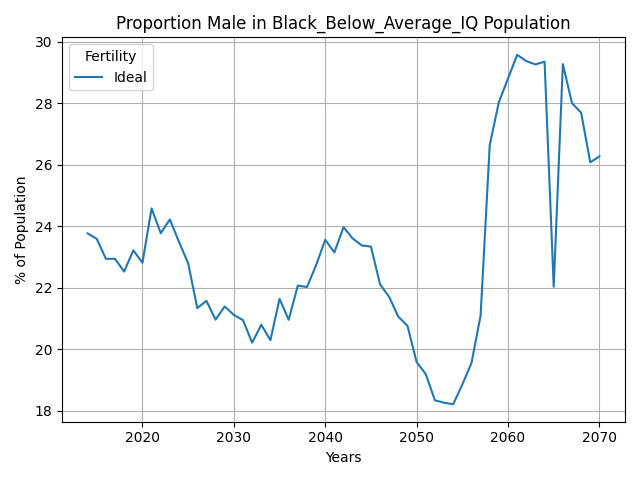 Proportion Male in Black_Below_Average_IQ Population
30
28
26
24
22
20
18
% of Population
Fertility
Ideal
2020 2030 2040 2050 2060 2070
Years